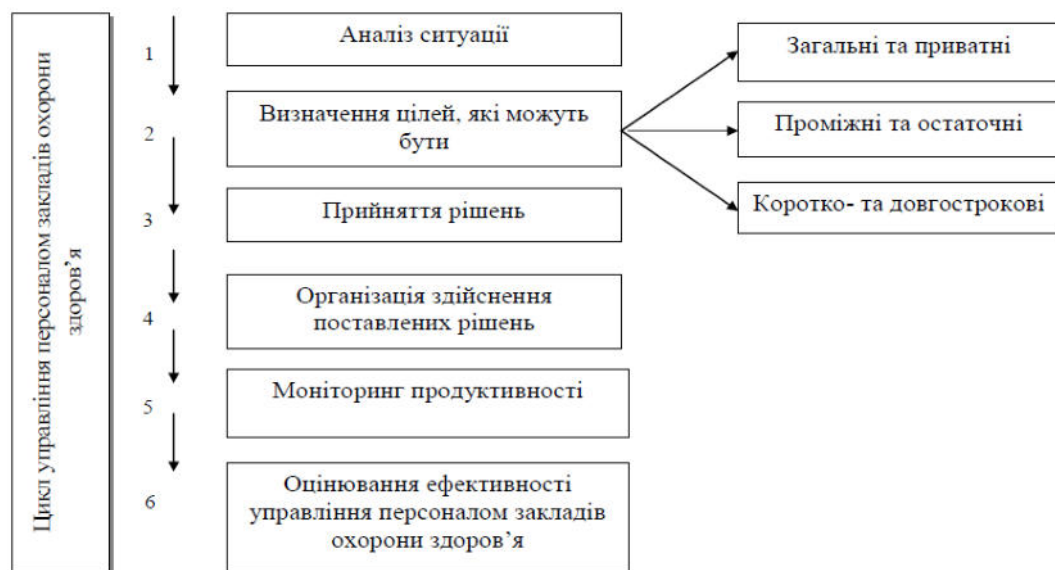 Цикл управління персоналом закладів охорони
здоров’я
1
Аналіз ситуації
2
Визначення цілей, які можуть
бути
Загальні та приватні
Проміжні та остаточні
Коротко- та довгострокові
3
Прийняття рішень
4
Організація здійснення
поставлених рішень
5
Моніторинг продуктивності
6
Оцінювання ефективності
управління персоналом закладів
охорони здоров’я